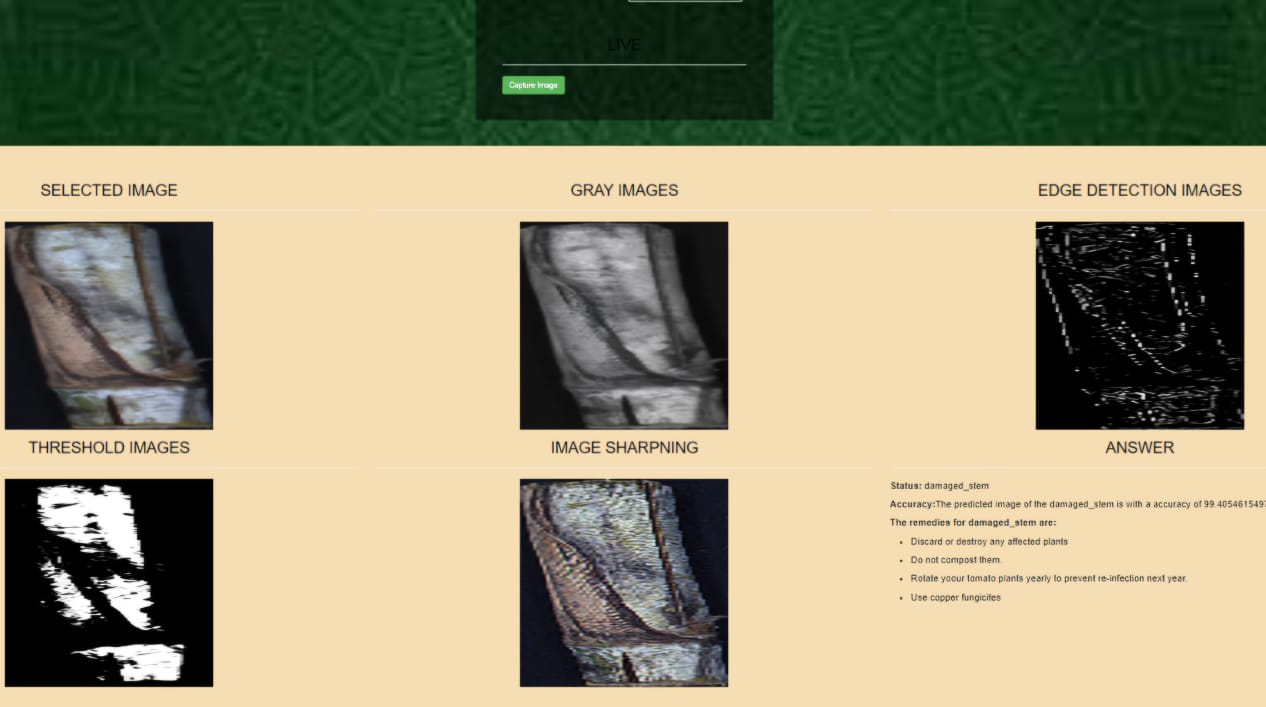 LIVE
Capture Image
SELECTED IMAGE
GRAY IMAGES
EDGE DETECTION IMAGES
THRESHOLD IMAGES
IMAGE SHARPNING
ANSWER
Status: damaged_stem
Accuracy:The predicted image of the damaged_stem is with a accuracy of 99.4054615497
The remedies for damaged_stem are:
Discard or destroy any affected plants
Do not compost them.
Rotate yoour tomato plants yearly to prevent re-infection next year.
Use copper fungicites